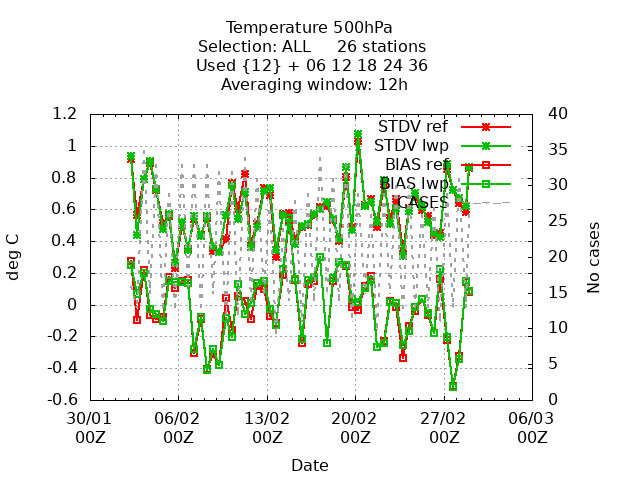 Temperature 500hPa
Selection: ALL     26 stations
Used {12} + 06 12 18 24 36
Averaging window: 12h
STDV ref
STDV lwp
BIAS ref
BIAS lwp
CASES
1.2
1
0.8
0.6
0.4
0.2
0
-0.2
-0.4
-0.6
deg C
40
35
30
25
20
15
10
5
0
No cases
30/01 06/02 13/02 20/02 27/02 06/03
00Z 00Z 00Z 00Z 00Z 00Z
Date